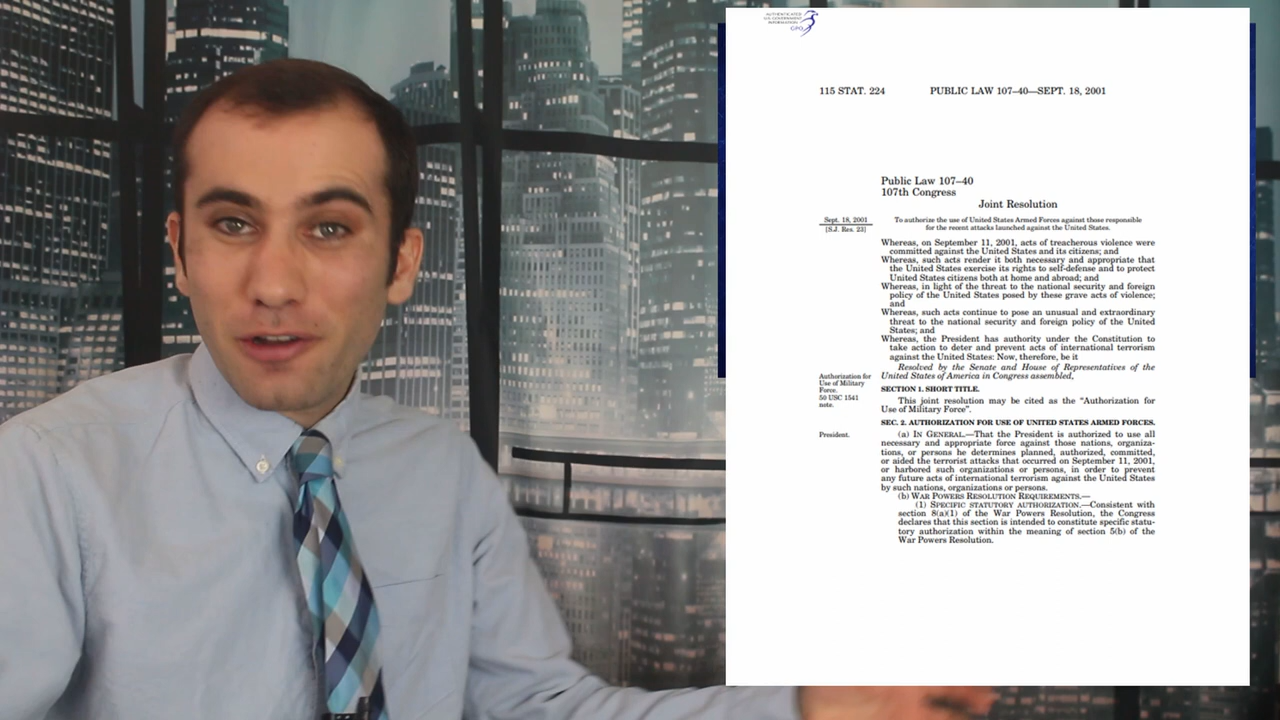 AUTHENTICATED
U.S. GOVERNMENT
INFORMATION
GPO
115 STAT. 224 PUBLIC LAW 107–40—SEPT. 18, 2001
Public Law 107–40
107th Congress
Joint Resolution
Sept. 18, 2001
[S.J. Res. 23]
To authorize the use of United States Armed Forces against those responsible
for the recent attacks launched against the United States.
Whereas, on September 11, 2001, acts of treacherous violence were
committed against the United States and its citizens; and
Whereas, such acts render it both necessary and appropriate that
the United States exercise its rights to self-defense and to protect
United States citizens both at home and abroad; and
Whereas, in light of the threat to the national security and foreign
policy of the United States posed by these grave acts of violence;
and
Whereas, such acts continue to pose an unusual and extraordinary
threat to the national security and foreign policy of the United
States; and
Whereas, the President has authority under the Constitution to
take action to deter and prevent acts of international terrorism
against the United States: Now, therefore, be it
Resolved by the Senate and House of Representatives of the
United States of America in Congress assembled,
Authorization for
Use of Military
Force.
50 USC 1541
note.
SECTION 1. SHORT TITLE.
This joint resolution may be cited as the “Authorization for
Use of Military Force”.
SEC. 2. AUTHORIZATION FOR USE OF UNITED STATES ARMED FORCES.
President.
(a) IN GENERAL.—That the President is authorized to use all
necessary and appropriate force against those nations, organiza-
tions, or persons he determines planned, authorized, committed,
or aided the terrorist attacks that occurred on September 11, 2001,
or harbored such organizations or persons, in order to prevent
any future acts of international terrorism against the United States
by such nations, organizations or persons.
(b) WAR POWERS RESOLUTION REQUIREMENTS.—
(1) SPECIFIC STATUTORY AUTHORIZATION.—Consistent with
section 8(a)(1) of the War Powers Resolution, the Congress
declares that this section is intended to constitute specific statu-
tory authorization within the meaning of section 5(b) of the
War Powers Resolution.